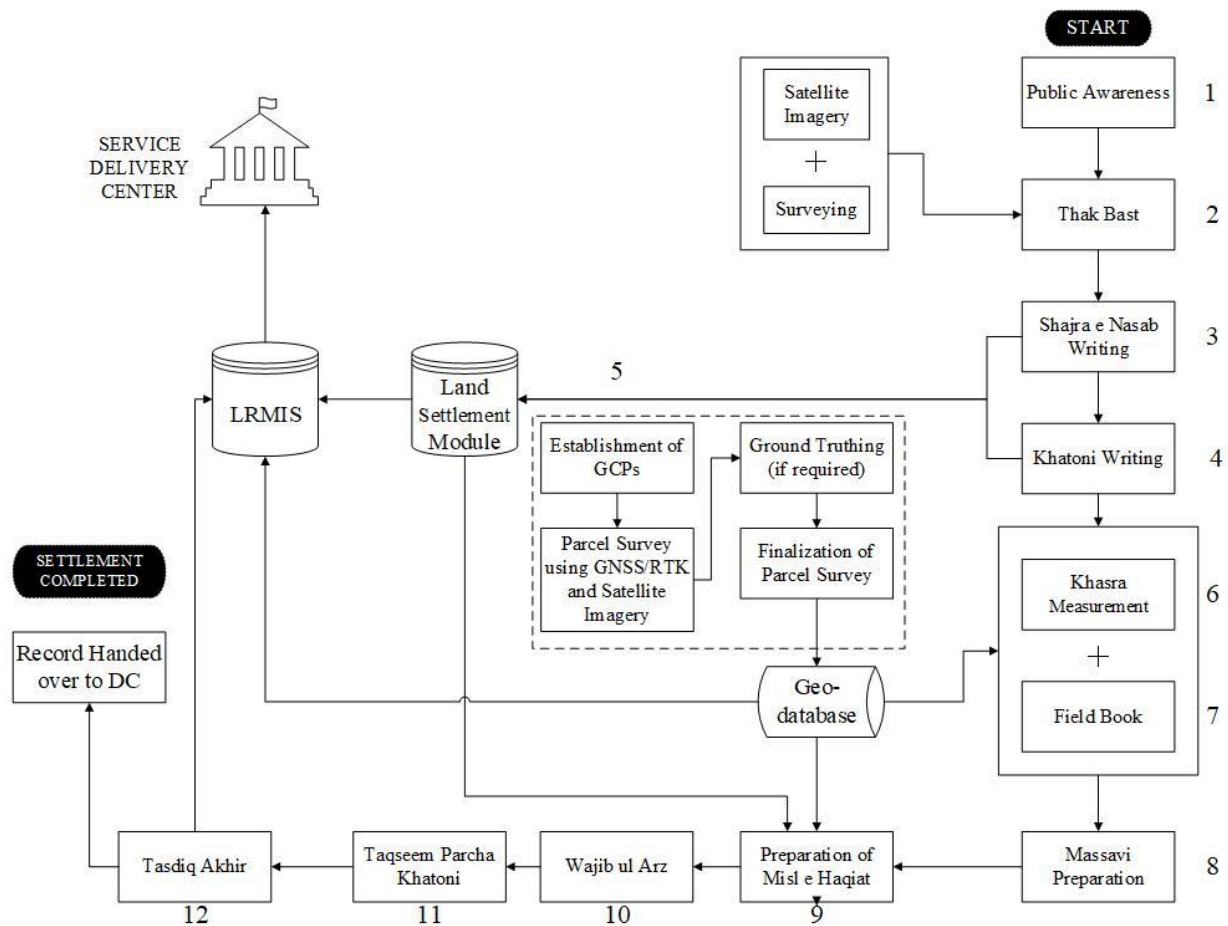 START
Public Awareness
1
Satellite
Imagery
+
Surveying
Thak Bast
2
SERVICE
DELIVERY
CENTER
Shajra e Nasab
Writing
3
5
LRMIS
Land
Settlement
Module
Khatoni Writing
4
Establishment of
GCPs
Ground Truthing
(if required)
Parcel Survey
using GNSS/RTK
and Satellite
Imagery
Finalization of
Parcel Survey
SETTLEMENT
COMPLETED
Khasra
Measurement
6
+
Record Handed
over to DC
Geo-
database
Field Book
7
Tasdiq Akhir
12
Taqseem Parcha
Khatoni
11
Wajib ul Arz
10
Preparation of
Misl e Haqiat
9
Massavi
Preparation
8